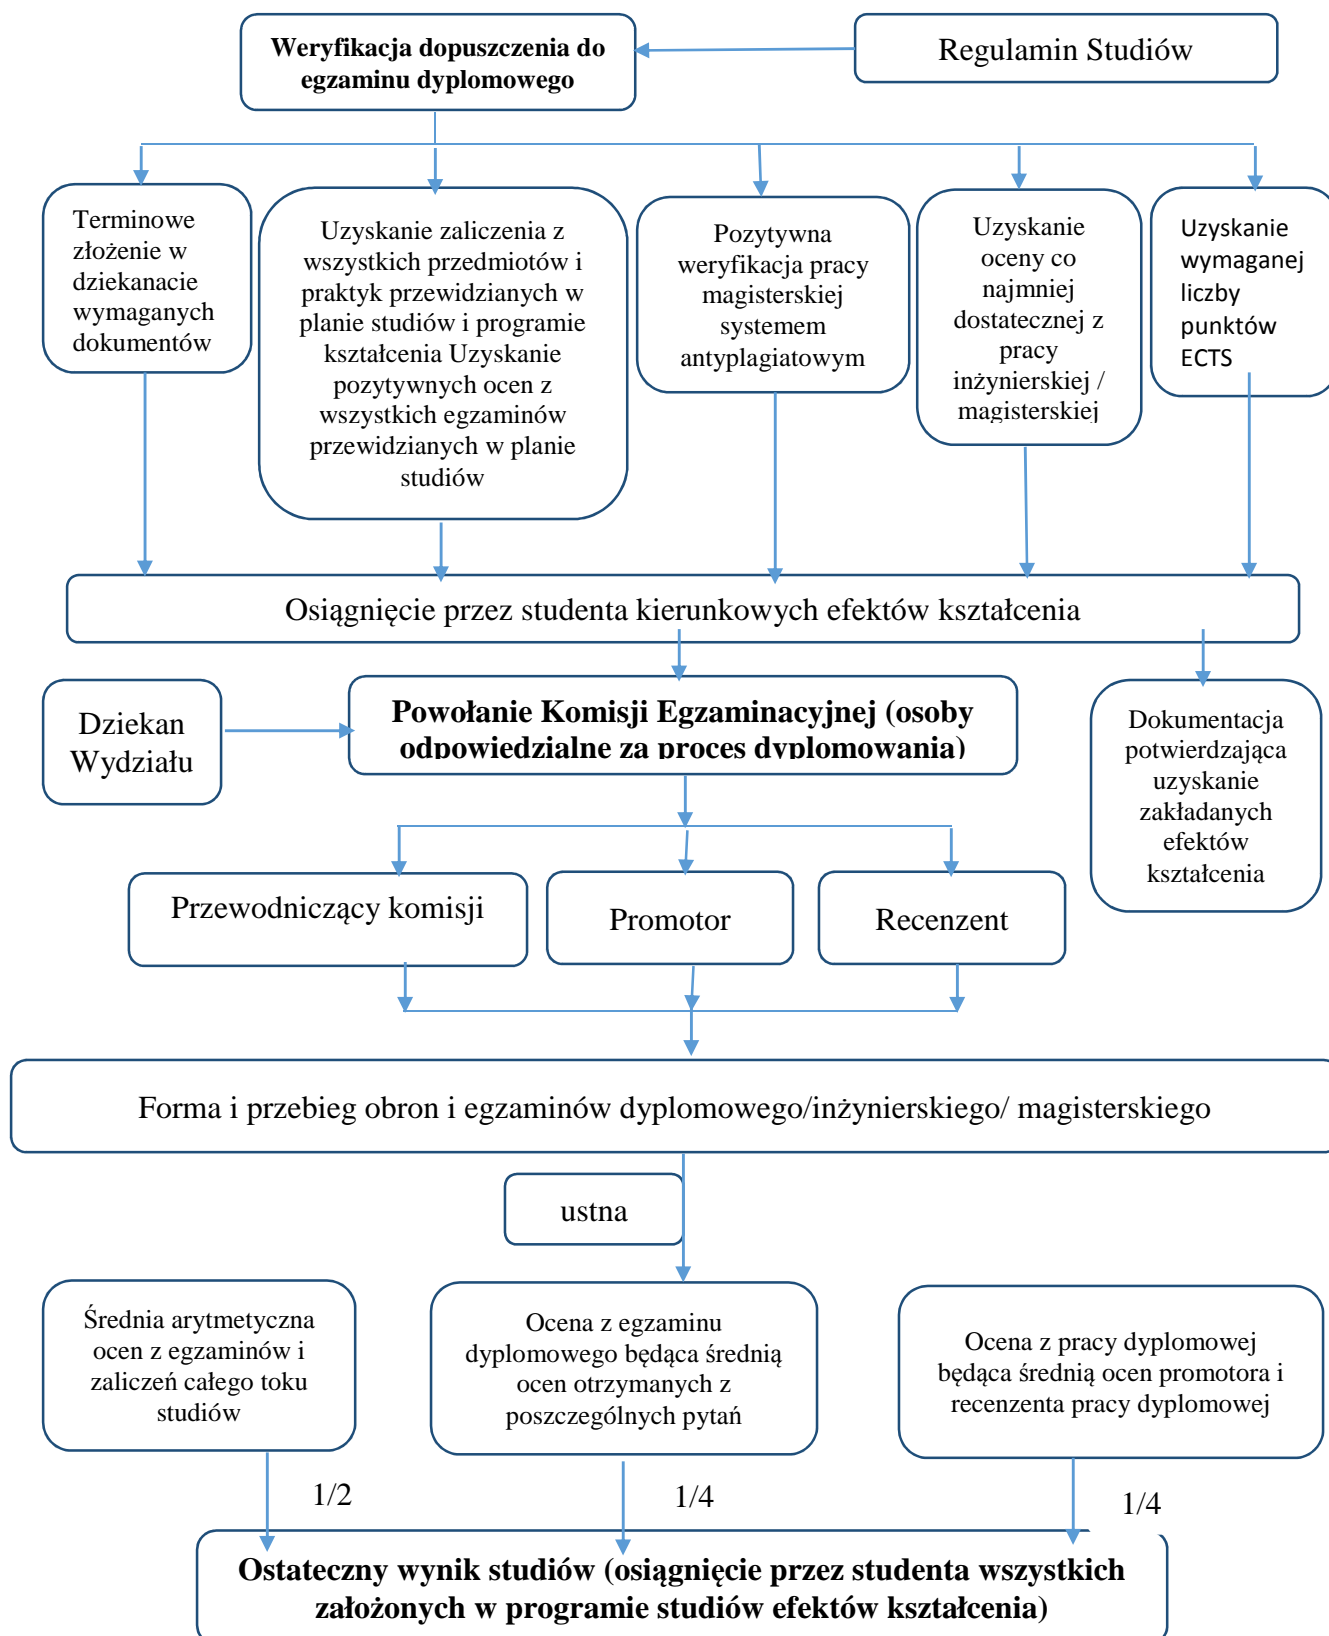 Weryfikacja dopuszczenia do
egzaminu dyplomowego
Regulamin Studiów
Terminowe
złożenie w
dziekanacie
wymaganych
dokumentów
Uzyskanie zaliczenia z
wszystkich przedmiotów i
praktyk przewidzianych w
planie studiów i programie
kształcenia Uzyskanie
pozytywnych ocen z
wszystkich egzaminów
przewidzianych w planie
studiów
Pozytywna
weryfikacja pracy
magisterskiej
systemem
antyplagiatowym
Uzyskanie
oceny co
najmniej
dostatecznej z
pracy
inżynierskiej /
magisterskiej
Uzyskanie
wymaganej
liczby
punktów
ECTS
Osiągnięcie przez studenta kierunkowych efektów kształcenia
Dziekan
Wydziału
Powołanie Komisji Egzaminacyjnej (osoby
odpowiedzialne za proces dyplomowania)
Dokumentacja
potwierdzająca
uzyskanie
zakładanych
efektów
kształcenia
Przewodniczący komisji
Promotor
Recenzent
Forma i przebieg obron i egzaminów dyplomowego/inżynierskiego/ magisterskiego
ustna
Średnia arytmetyczna
ocen z egzaminów i
zaliczeń całego toku
studiów
Ocena z egzaminu
dyplomowego będąca średnią
ocen otrzymanych z
poszczególnych pytań
Ocena z pracy dyplomowej
będąca średnią ocen promotora i
recenzenta pracy dyplomowej
1/2
1/4
1/4
Ostateczny wynik studiów (osiągnięcie przez studenta wszystkich
założonych w programie studiów efektów kształcenia)